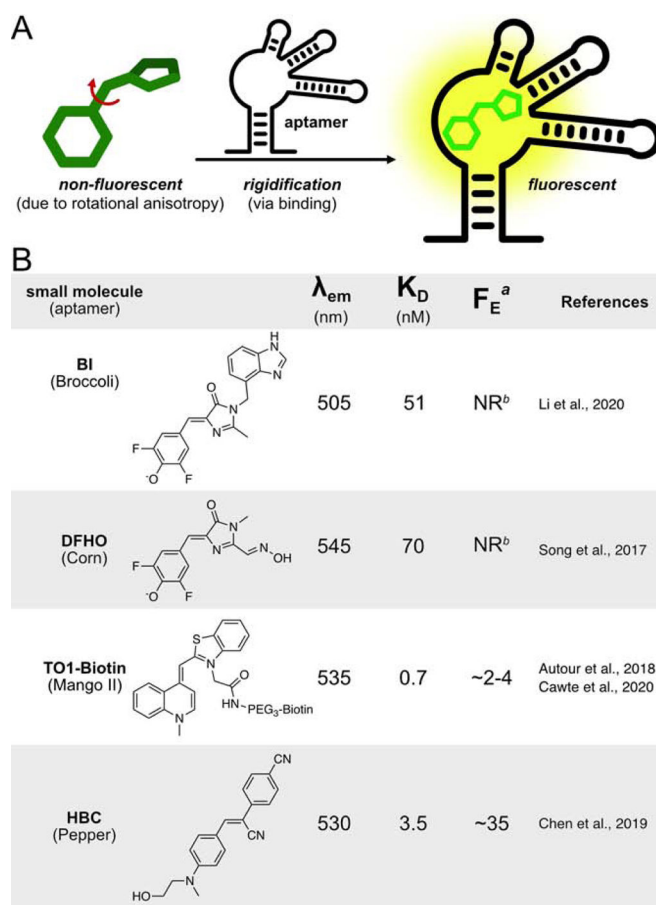 A
aptamer
non-fluorescent
(due to rotational anisotropy)
rigidification
(via binding)
fluorescent
B
small molecule
(aptamer)
λem
(nm)
KD
(nM)
FEa
References
BI
(Broccoli)
H
N
N
O
N
N
F
F
-O
505
51
NRb
Li et al., 2020
DFHO
(Corn)
O
N
N
N
OH
F
F
-O
545
70
NRb
Song et al., 2017
TO1-Biotin
(Mango II)
S
N
O
HN
PEG3-Biotin
N
535
0.7
~2-4
Autour et al., 2018
Cawte et al., 2020
HBC
(Pepper)
CN
CN
N
HO
530
3.5
~35
Chen et al., 2019